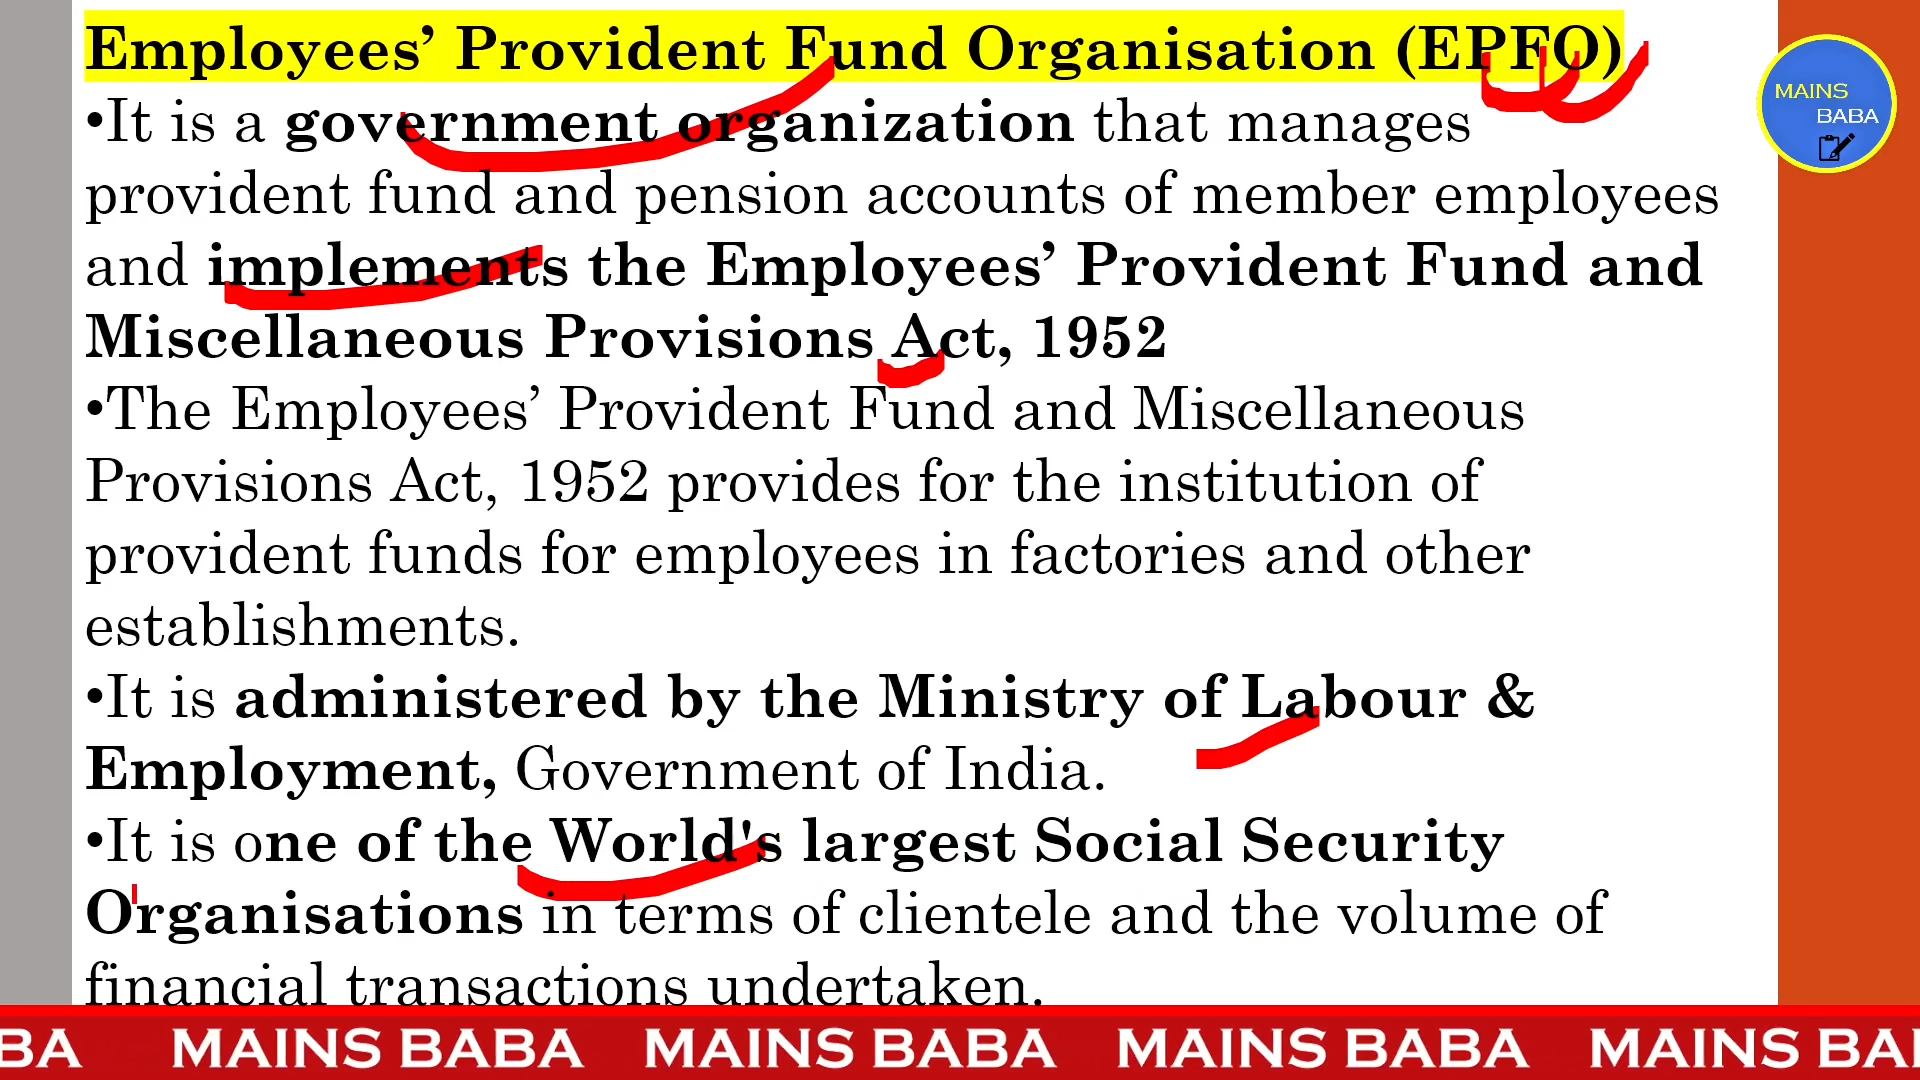 Employees’ Provident Fund Organisation (EPFO)
•It is a government organization that manages
provident fund and pension accounts of member employees
and implements the Employees’ Provident Fund and
Miscellaneous Provisions Act, 1952
•The Employees’ Provident Fund and Miscellaneous
Provisions Act, 1952 provides for the institution of
provident funds for employees in factories and other
establishments.
•It is administered by the Ministry of Labour &
Employment, Government of India.
•It is one of the World's largest Social Security
Organisations in terms of clientele and the volume of
financial transactions undertaken.
MAINS
BABA
BA MAINS BABA MAINS BABA MAINS BABA MAINS BA